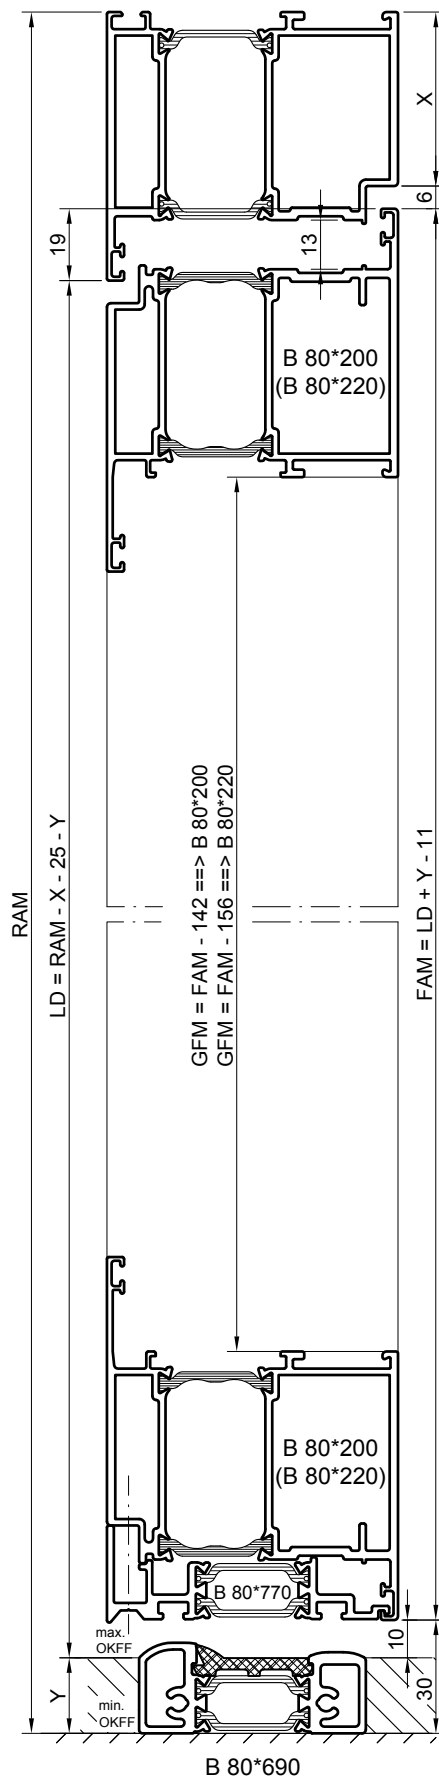 X
6
19
13
B 80*200
(B 80*220)
RAM
LD = RAM - X - 25 - Y
GFM = FAM - 142 ==> B 80*200
GFM = FAM - 156 ==> B 80*220
FAM = LD + Y - 11
B 80*200
(B 80*220)
B 80*770
max.
OKFF
10
Y
min.
OKFF
30
B 80*690